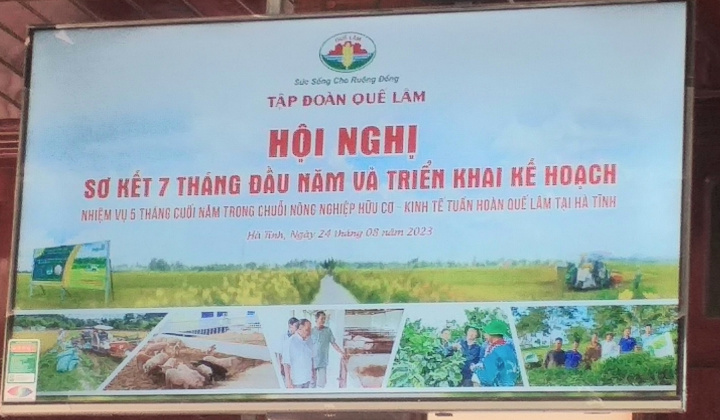 QUẾ LÂM
Sức Sống Cho Ruộng Đồng
TẬP ĐOÀN QUẾ LÂM
HỘI NGHỊ
SƠ KẾT 7 THÁNG ĐẦU NĂM VÀ TRIỂN KHAI KẾ HOẠCH
NHIỆM VỤ 5 THÁNG CUỐI NĂM TRONG CHUỖI NÔNG NGHIỆP HỮU CƠ - KINH TẾ TUẦN HOÀN QUẾ LÂM TẠI HÀ TĨNH
Hà Tĩnh, Ngày 24 tháng 08 năm 2023